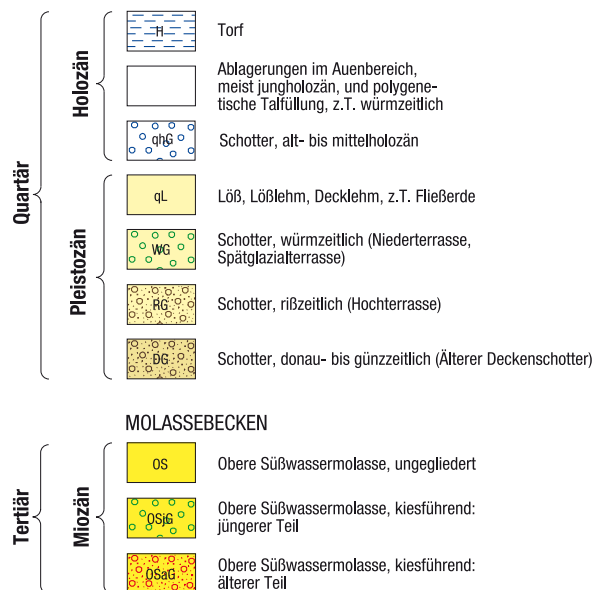 Quartär
Holozän
H Torf
Ablagerungen im Auenbereich,
meist jungholozän, und polygene-
tische Talfüllung, z.T. würmzeitlich
qhG Schotter, alt- bis mittelholozän
Pleistozän
qL Löß, Lößlehm, Decklehm, z.T. Fließerde
WG Schotter, würmzeitlich (Niederterrasse,
Spätglazialterrasse)
RG Schotter, rißzeitlich (Hochterrasse)
DG Schotter, donau- bis günzzeitlich (Älterer Deckenschotter)
MOLASSEBECKEN
Tertiär
Miozän
OS Obere Süßwassermolasse, ungegliedert
OSjG Obere Süßwassermolasse, kiesführend:
jüngerer Teil
OSaG Obere Süßwassermolasse, kiesführend:
älterer Teil